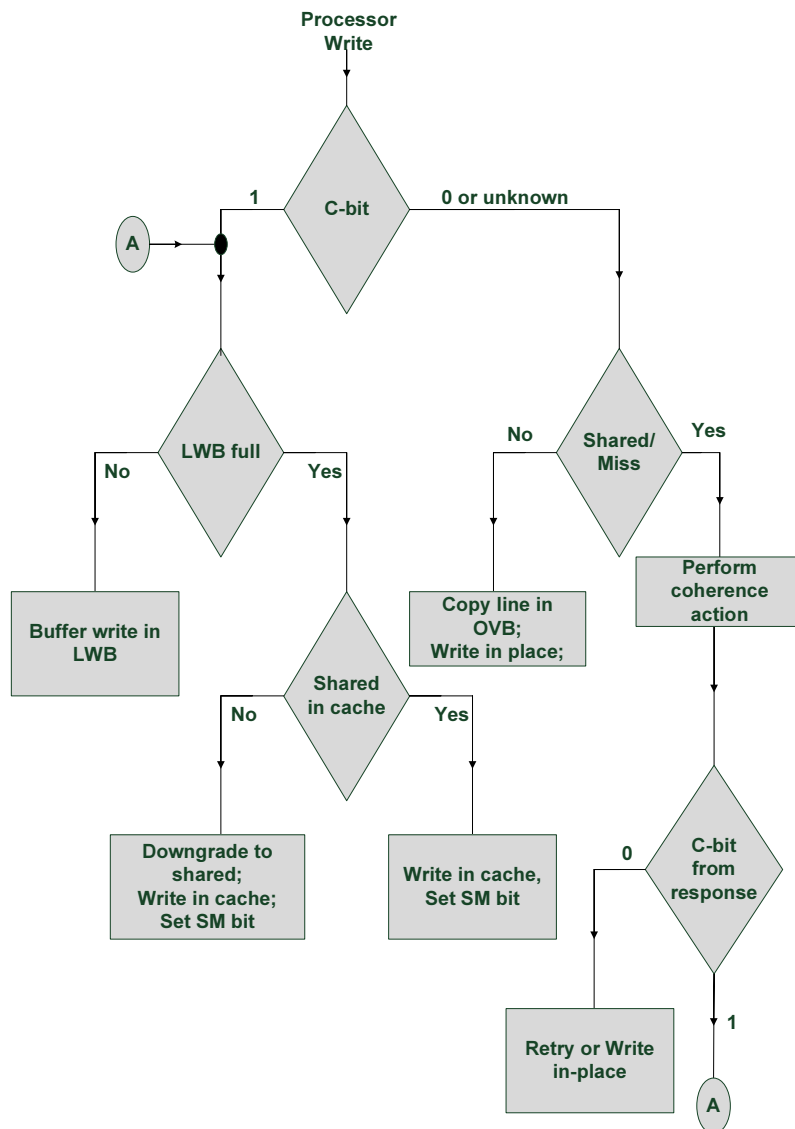 Processor
Write
C-bit
1
0 or unknown
A
LWB full
No
Yes
Shared/
Miss
No
Yes
Buffer write in
LWB
Copy line in
OVB;
Write in place;
Perform
coherence
action
Shared
in cache
No
Yes
Downgrade to
shared;
Write in cache;
Set SM bit
Write in cache,
Set SM bit
C-bit
from
response
0
1
Retry or Write
in-place
A